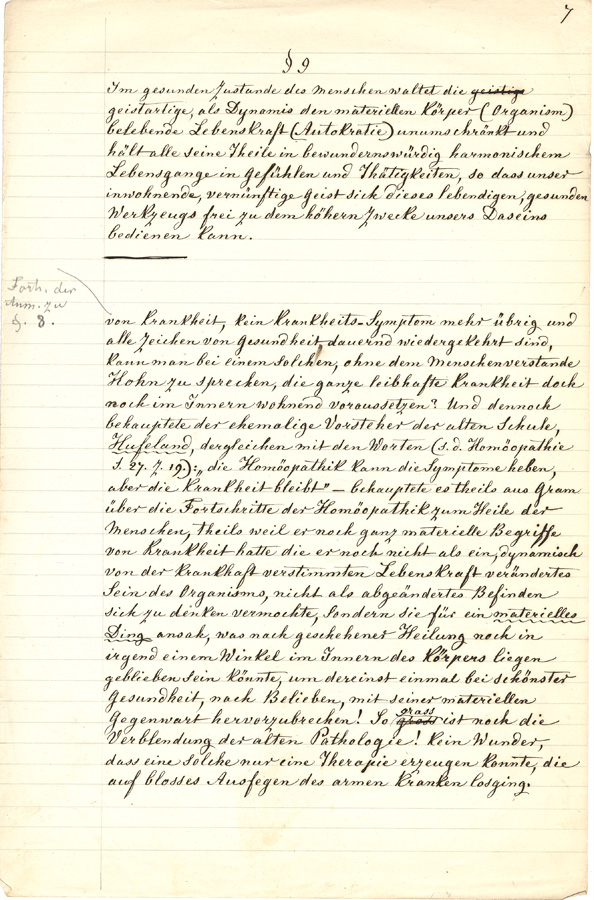 7
§ 9
Im gesunden Zustande des Menschen waltet die geistige
geistartige, als Dynamis den materiellen Körper (Organism)
belebende Lebenskraft (Autokratie) unumschränkt und
hält alle seine Theile in bewundernswürdig harmonischem
Lebensgange in Gefühlen und Thätigkeiten, so dass unser
inwohnende, vernünftige Geist sich dieses lebendigen, gesunden
Werkzeugs frei zu dem höhern Zwecke unsers Daseins
bedienen kann.
Forts. der
Anm. zu
§. 8.
von Krankheit, kein Krankheits-Symptom mehr übrig und
alle Zeichen von Gesundheit dauernd wiedergekehrt sind,
kann man bei einem solchen, ohne dem Menschenverstande
Hohn zu sprechen, die ganze leibhafte Krankheit doch
noch im Innern wohnend voraussetzen? Und dennoch
behauptete der ehemalige Vorsteher der alten Schule,
Hufeland, dergleichen mit den Worten (s. d. Homöopathie
S. 27. Z. 19.): „die Homöopathik kann die Symptome heben,
aber die Krankheit bleibt" – behauptete es theils aus Gram
über die Fortschritte der Homöopathik zum Heile der
Menschen, theils weil er noch ganz materielle Begriffe
von Krankheit hatte die er noch nicht als ein, dynamisch
von der krankhaft verstimmten Lebenskraft verändertes
Sein des Organisms, nicht als abgeändertes Befinden
sich zu denken vermochte, sondern sie für ein materielles
Ding ansah, was nach geschehener Heilung noch in
irgend einem Winkel im Innern des Körpers liegen
geblieben sein könnte, um dereinst einmal bei schönster
Gesundheit, nach Belieben, mit seiner materiellen
Gegenwart hervorzubrechen! So gross crass ist noch die
Verblendung der alten Pathologie! Kein Wunder,
dass eine solche nur eine Therapie erzeugen konnte, die
auf blosses Ausfegen des armen Kranken losging.